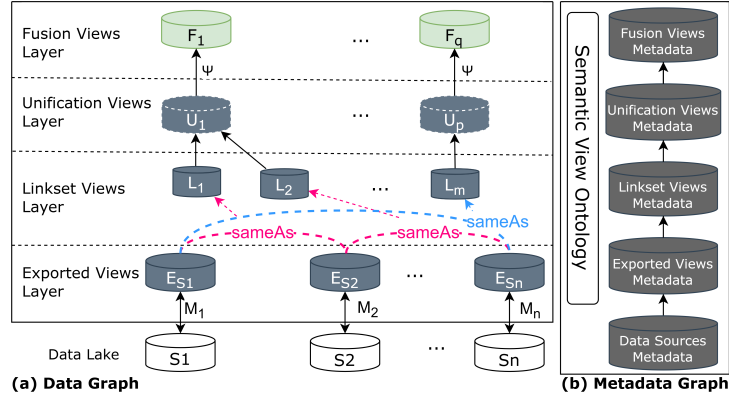 Fusion Views
Layer
F1
...
Fq
Ψ
Ψ
Unification Views
Layer
U1
...
Up
Linkset Views
Layer
L1
L2
...
Lm
sameAs
sameAs
sameAs
Exported Views
Layer
ES1
ES2
...
ESn
M1
M2
Mn
Data Lake
S1
S2
...
Sn
(a) Data Graph
Semantic View Ontology
Fusion Views
Metadata
Unification Views
Metadata
Linkset Views
Metadata
Exported Views
Metadata
Data Sources
Metadata
(b) Metadata Graph